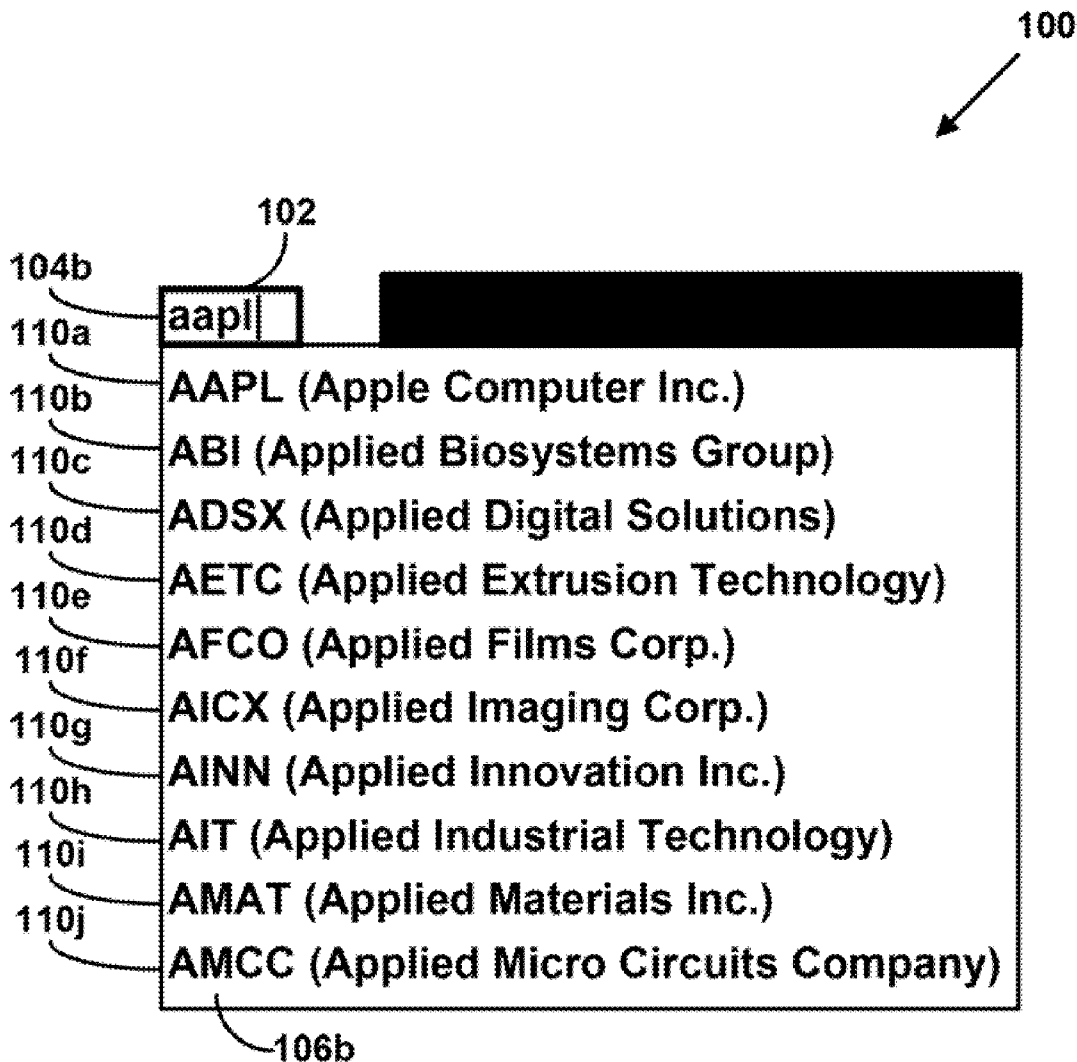 100
102
104b
aapl
110a
AAPL (Apple Computer Inc.)
110b
ABI (Applied Biosystems Group)
110c
ADSX (Applied Digital Solutions)
110d
AETC (Applied Extrusion Technology)
110e
AFCO (Applied Films Corp.)
110f
AICX (Applied Imaging Corp.)
110g
AINN (Applied Innovation Inc.)
110h
AIT (Applied Industrial Technology)
110i
AMAT (Applied Materials Inc.)
110j
AMCC (Applied Micro Circuits Company)
106b